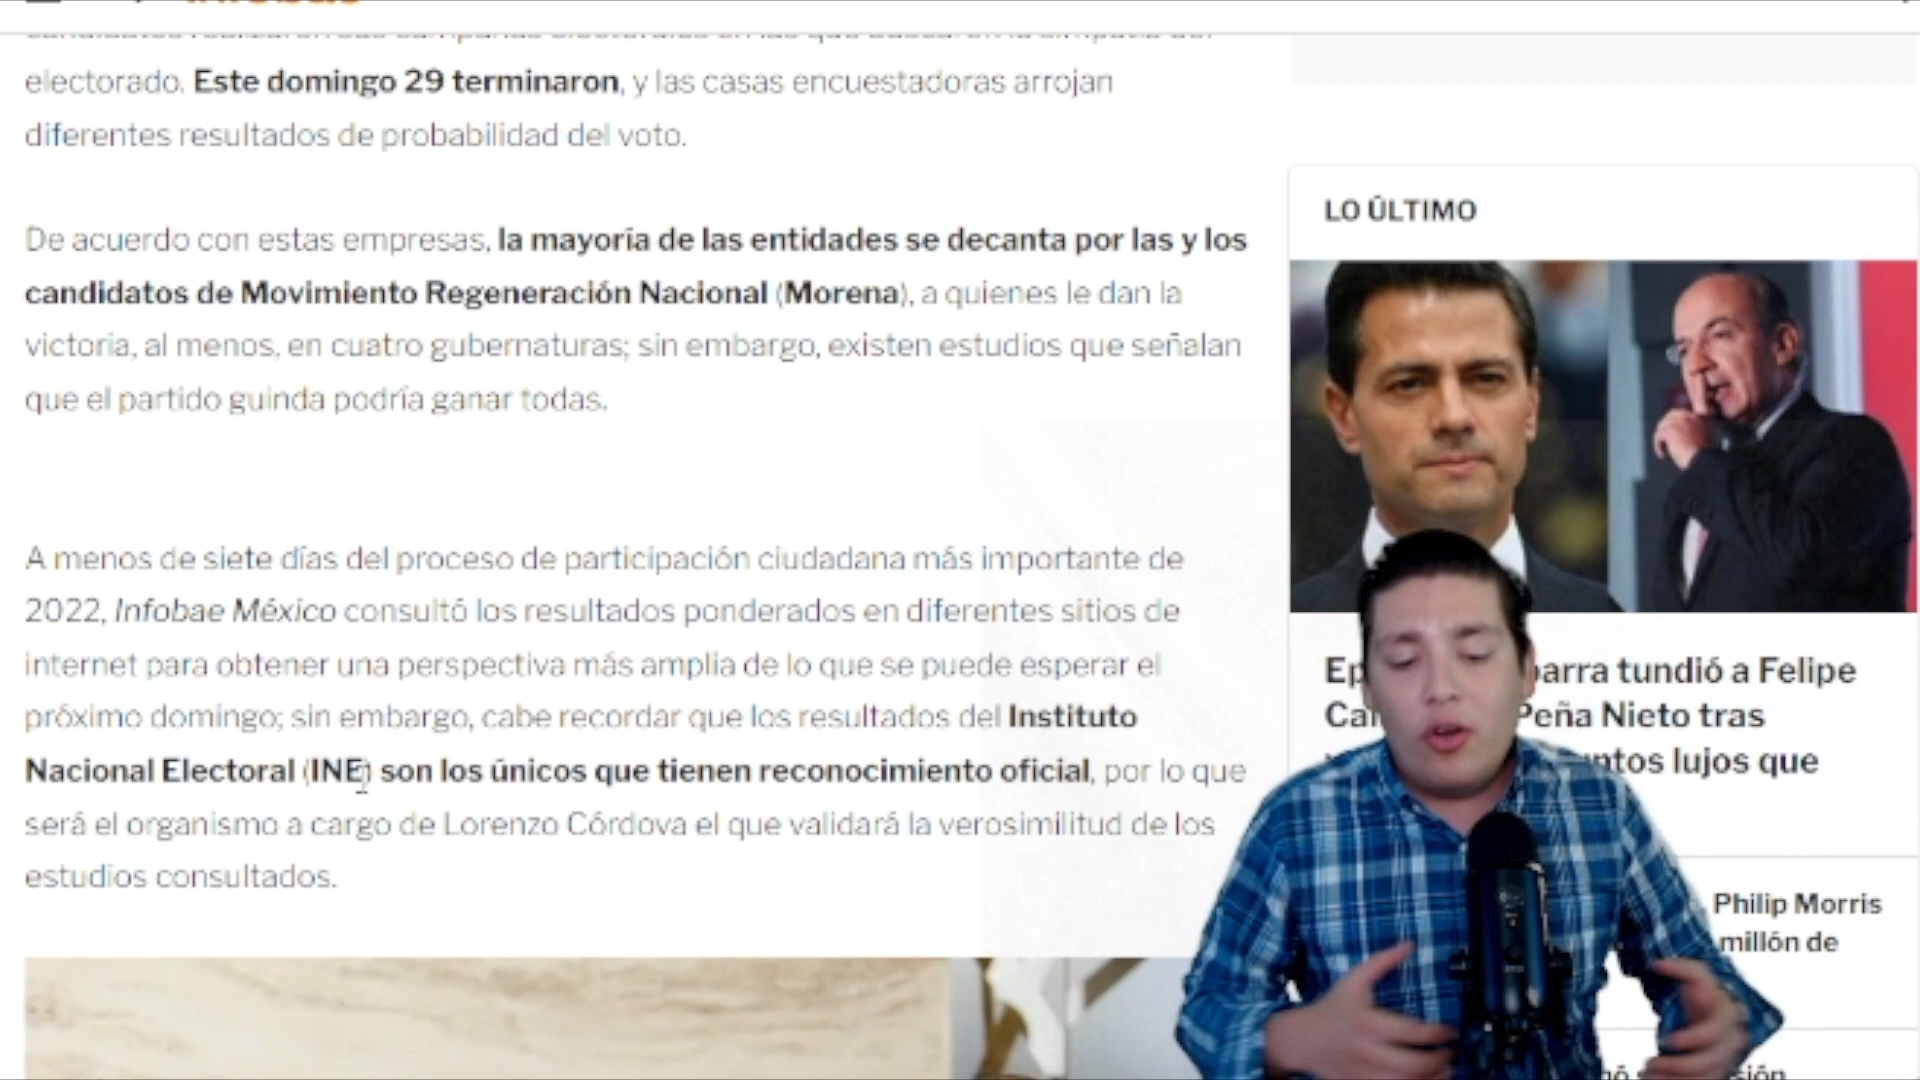 electorado. Este domingo 29 terminaron, y las casas encuestadoras arrojan
diferentes resultados de probabilidad del voto.
De acuerdo con estas empresas, la mayoría de las entidades se decanta por las y los
candidatos de Movimiento Regeneración Nacional (Morena), a quienes le dan la
victoria, al menos, en cuatro gubernaturas; sin embargo, existen estudios que señalan
que el partido guinda podría ganar todas.
A menos de siete días del proceso de participación ciudadana más importante de
2022, Infobae México consultó los resultados ponderados en diferentes sitios de
internet para obtener una perspectiva más amplia de lo que se puede esperar el
próximo domingo; sin embargo, cabe recordar que los resultados del Instituto
Nacional Electoral (INE) son los únicos que tienen reconocimiento oficial, por lo que
será el organismo a cargo de Lorenzo Córdova el que validará la verosimilitud de los
estudios consultados.
LO ÚLTIMO
tundió a Felipe
Peña Nieto tras
lujos que
Philip Morris
millón de